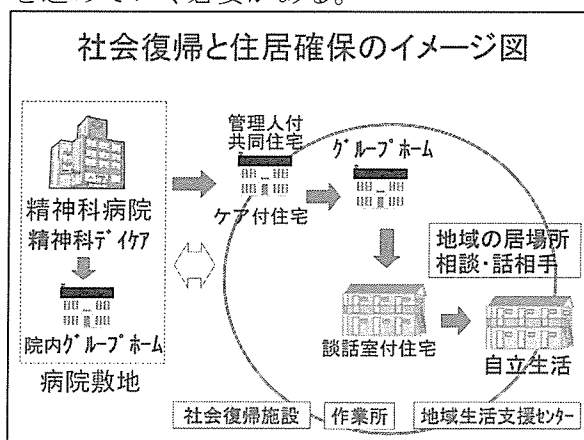 を進めていく必要がある。
社会復帰と住居確保のイメージ図
管理人付
共同住宅
ケア付住宅
グループホーム
精神科病院
精神科デイケア
院内グループホーム
病院敷地
地域の居場所
相談・話相手
談話室付住宅
自立生活
社会復帰施設
作業所
地域生活支援センター